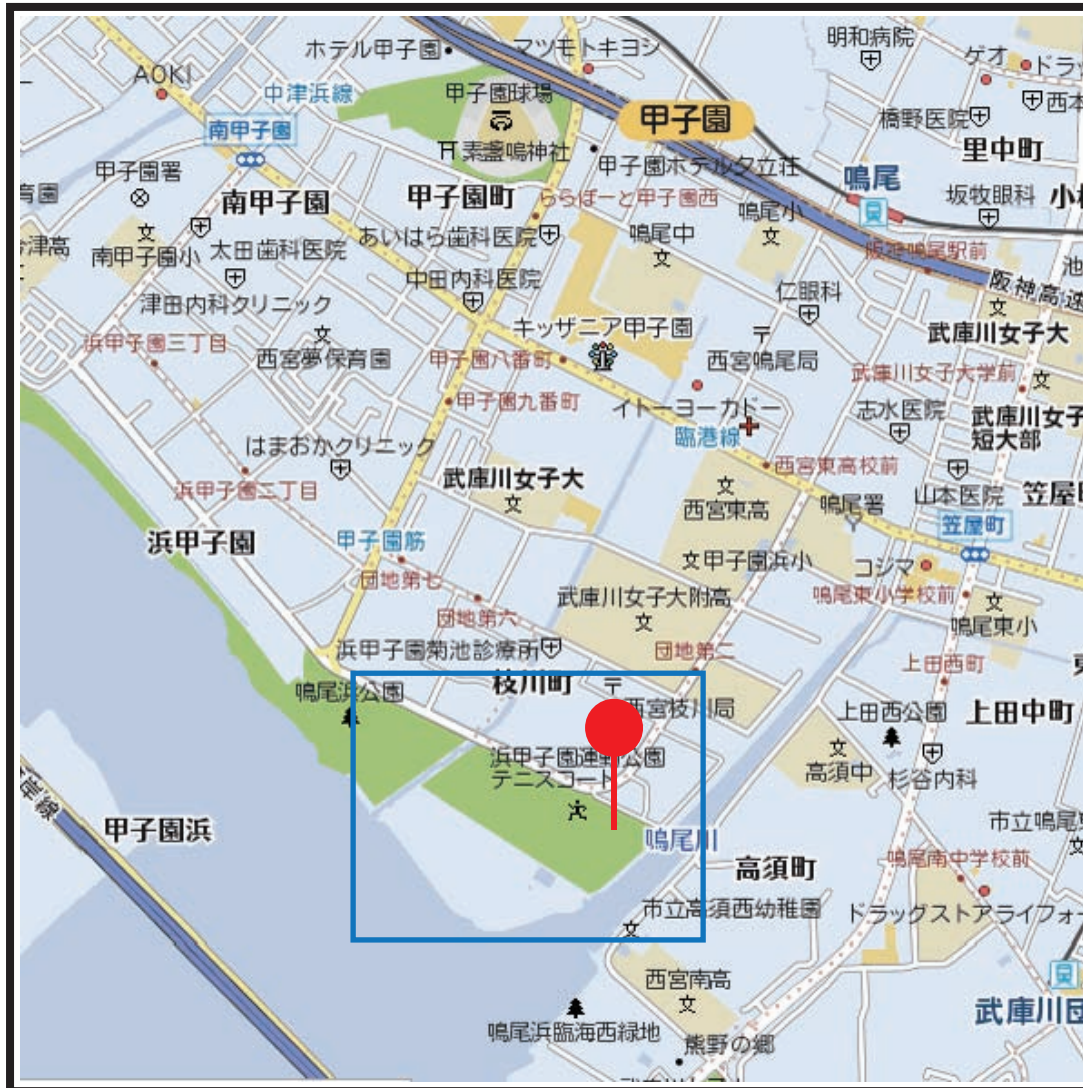 ホテル甲子園
マツモトキヨシ
明和病院
ゲオ
ドラッ
AOKI
中津浜線
甲子園球場
甲子園
橋野医院
西本
南甲子園
素盞嗚神社
甲子園ホテル夕立荘
里中町
甲子園署
育園
南甲子園
甲子園町
ららぽーと甲子園西
鳴尾
坂牧眼科
小
今津高
南甲子園小
太田歯科医院
あいはら歯科医院
鳴尾中
鳴尾小
阪神鳴尾駅前
池
津田内科クリニック
中田内科医院
仁眼科
阪神高速
浜甲子園三丁目
西宮夢保育園
甲子園八番町
キッザニア甲子園
西宮鳴尾局
武庫川女子大
武庫川女子大学前
甲子園九番町
イトーヨーカドー
臨港線
志水医院
武庫川女子
短大部
はまおかクリニック
武庫川女子大
西宮東高校前
浜甲子園二丁目
西宮東高
鳴尾署
山本医院
笠屋
浜甲子園
甲子園筋
笠屋町
団地第七
甲子園浜小
コジマ
団地第六
武庫川女子大附高
鳴尾東小学校前
鳴尾東小
浜甲子園菊池診療所
団地第二
上田西町
鳴尾浜公園
枝川町
西宮枝川局
上田西公園
上田中町
浜甲子園運動公園
テニスコート
高須中
杉谷内科
甲子園浜
鳴尾川
高須町
市立鳴尾
鳴尾南中学校前
市立高須西幼稚園
ドラッグストアライフォー
西宮南高
武庫川団
鳴尾浜臨海西緑地
熊野の郷